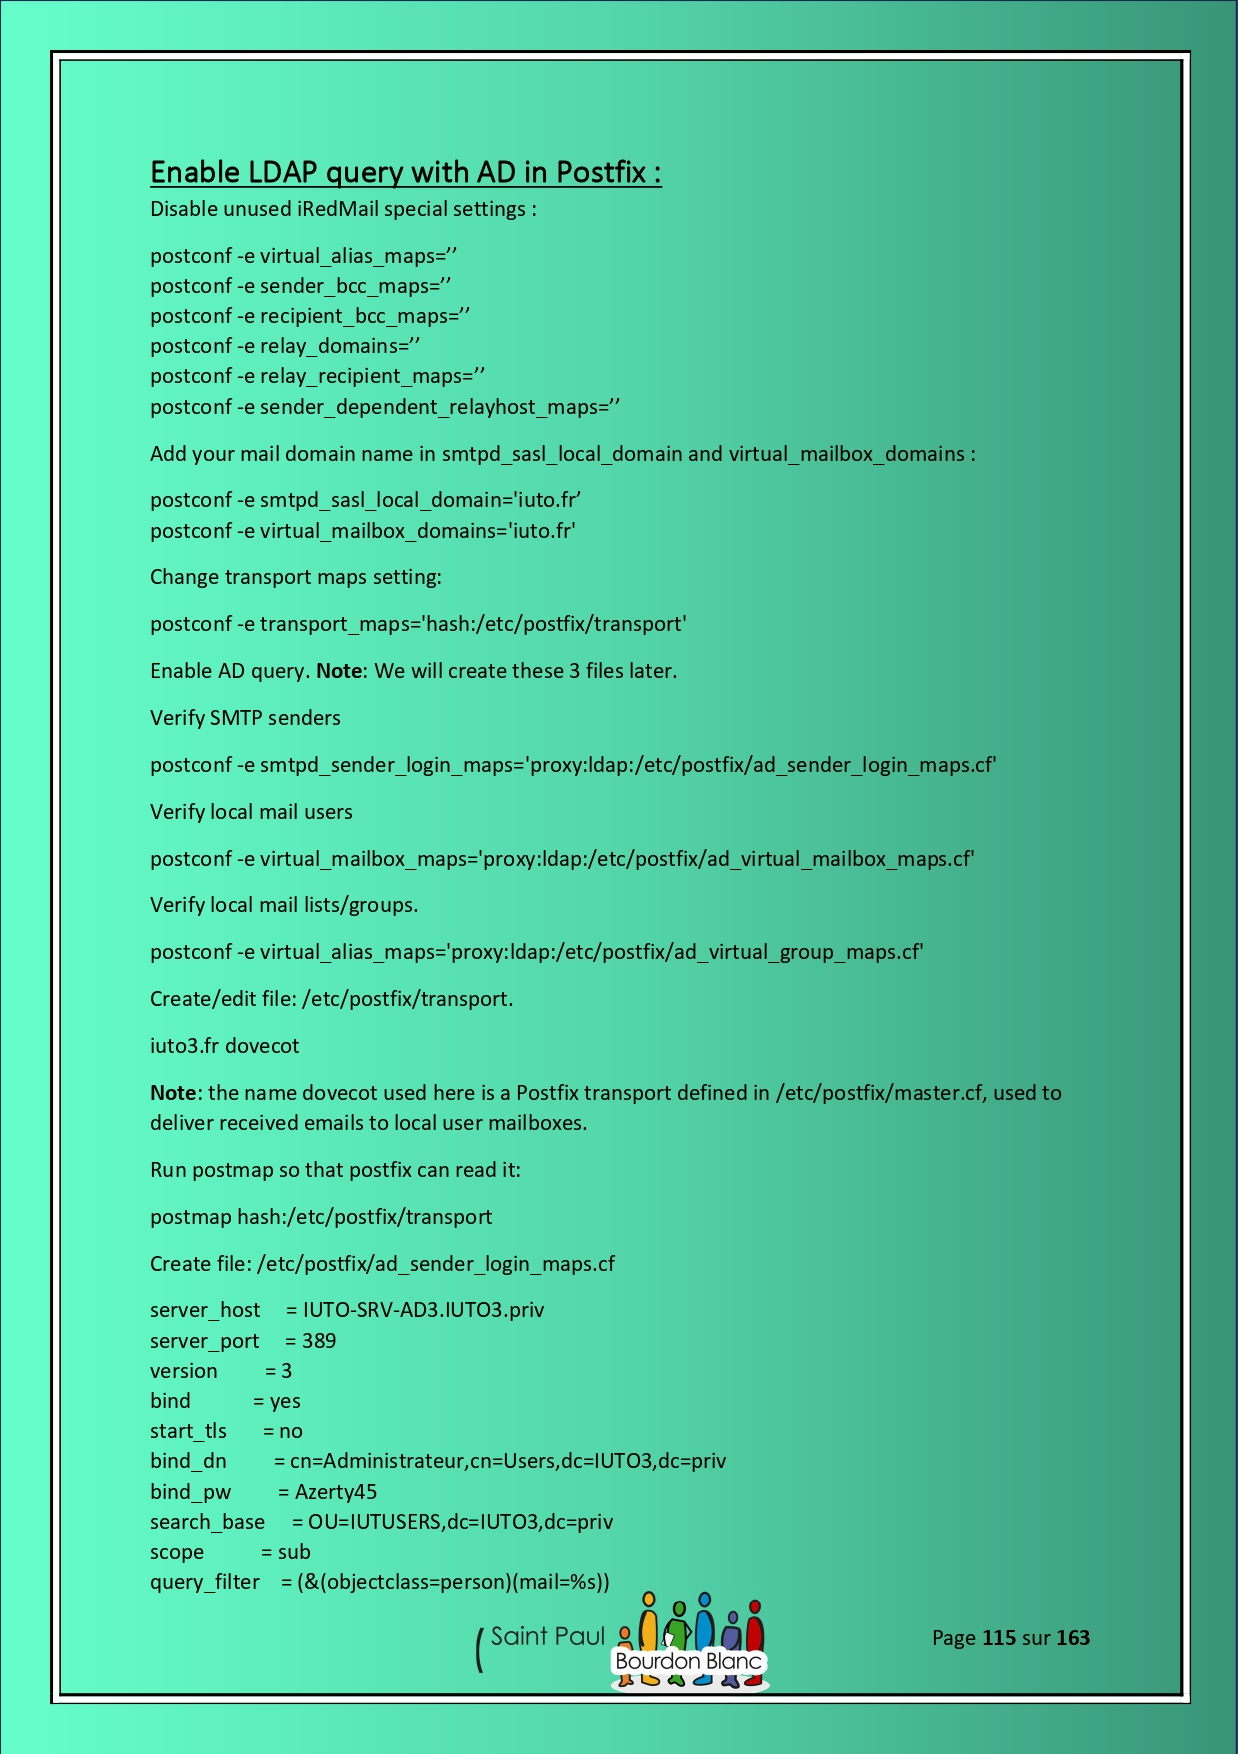 Enable LDAP query with AD in Postfix :
Disable unused iRedMail special settings :
postconf -e virtual_alias_maps=’’
postconf -e sender_bcc_maps=’’
postconf -e recipient_bcc_maps=’’
postconf -e relay_domains=’’
postconf -e relay_recipient_maps=’’
postconf -e sender_dependent_relayhost_maps=’’
Add your mail domain name in smtpd_sasl_local_domain and virtual_mailbox_domains :
postconf -e smtpd_sasl_local_domain='iuto.fr’
postconf -e virtual_mailbox_domains='iuto.fr'
Change transport maps setting:
postconf -e transport_maps='hash:/etc/postfix/transport'
Enable AD query. Note: We will create these 3 files later.
Verify SMTP senders
postconf -e smtpd_sender_login_maps='proxy:ldap:/etc/postfix/ad_sender_login_maps.cf'
Verify local mail users
postconf -e virtual_mailbox_maps='proxy:ldap:/etc/postfix/ad_virtual_mailbox_maps.cf'
Verify local mail lists/groups.
postconf -e virtual_alias_maps='proxy:ldap:/etc/postfix/ad_virtual_group_maps.cf'
Create/edit file: /etc/postfix/transport.
iuto3.fr dovecot
Note: the name dovecot used here is a Postfix transport defined in /etc/postfix/master.cf, used to
deliver received emails to local user mailboxes.
Run postmap so that postfix can read it:
postmap hash:/etc/postfix/transport
Create file: /etc/postfix/ad_sender_login_maps.cf
server_host = IUTO-SRV-AD3.IUTO3.priv
server_port = 389
version = 3
bind = yes
start_tls = no
bind_dn = cn=Administrateur,cn=Users,dc=IUTO3,dc=priv
bind_pw = Azerty45
search_base = OU=IUTUSERS,dc=IUTO3,dc=priv
scope = sub
query_filter = (&(objectclass=person)(mail=%s))
Saint Paul
Bourdon Blanc
Page 115 sur 163